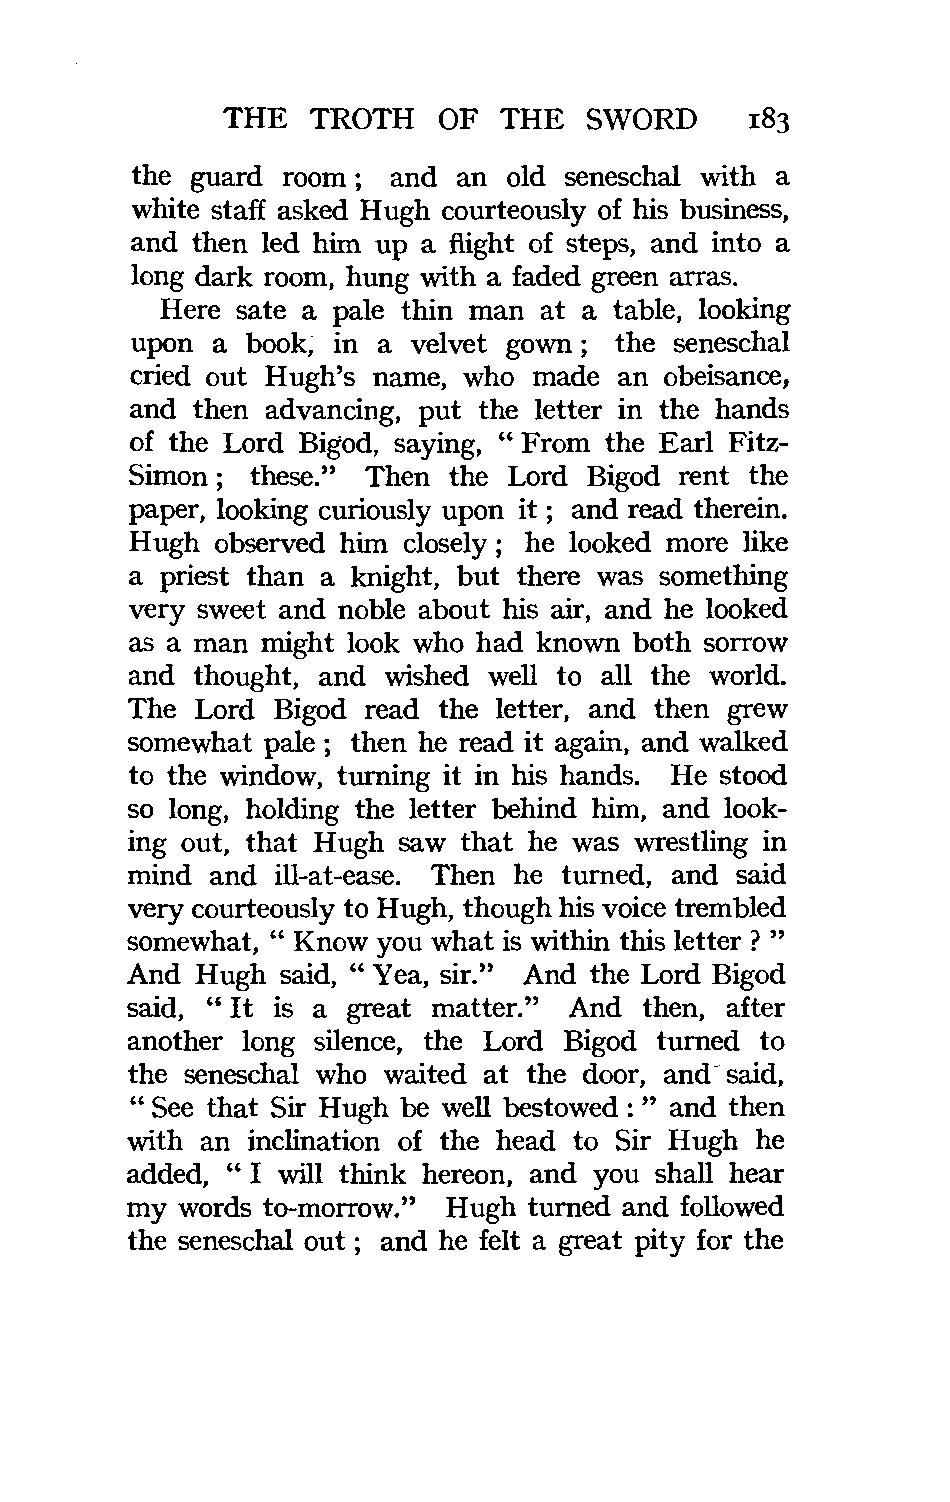 THE TROTH OF THE SWORD 183
the guard room ; and an old seneschal with a
white staff asked Hugh courteously of his business,
and then led him up a flight of steps, and into a
long dark room, hung with a faded green arras.
Here sate a pale thin man at a table, looking
upon a book, in a velvet gown ; the seneschal
cried out Hugh's name, who made an obeisance,
and then advancing, put the letter in the hands
of the Lord Bigod, saying, “ From the Earl Fitz-
Simon ; these.” Then the Lord Bigod rent the
paper, looking curiously upon it ; and read therein.
Hugh observed him closely ; he looked more like
a priest than a knight, but there was something
very sweet and noble about his air, and he looked
as a man might look who had known both sorrow
and thought, and wished well to all the world.
The Lord Bigod read the letter, and then grew
somewhat pale ; then he read it again, and walked
to the window, turning it in his hands. He stood
so long, holding the letter behind him, and look-
ing out, that Hugh saw that he was wrestling in
mind and ill-at-ease. Then he turned, and said
very courteously to Hugh, though his voice trembled
somewhat, “ Know you what is within this letter ? ”
And Hugh said, “ Yea, sir.” And the Lord Bigod
said, “ It is a great matter.” And then, after
another long silence, the Lord Bigod turned to
the seneschal who waited at the door, and said,
“ See that Sir Hugh be well bestowed : ” and then
with an inclination of the head to Sir Hugh he
added, “ I will think hereon, and you shall hear
my words to-morrow.” Hugh turned and followed
the seneschal out ; and he felt a great pity for the